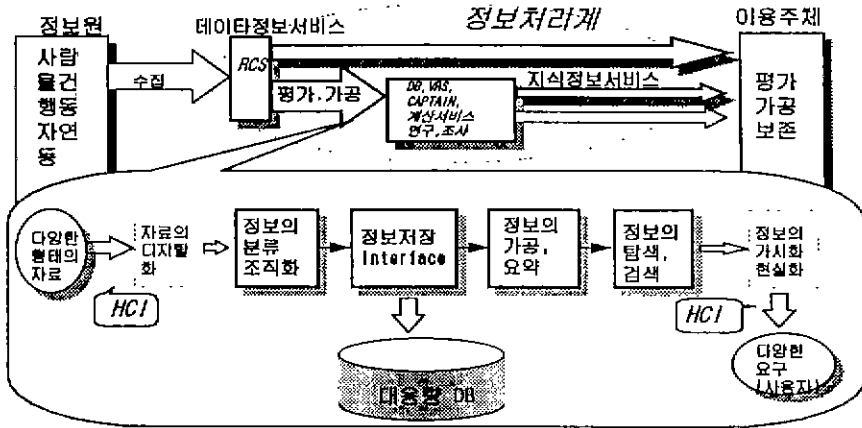 정보원
데이타정보서비스
정보처리계
이용주체
사람
물건
행동
자연
등
수집
RCS
평가.가공
DB, VAS,
CAPTAIN,
계산서비스
연구,조사
지식정보서비스
평가
가공
보존
다양한
형태의
자료
자료의
디지탈
화
정보의
분류
조직화
정보저장
Interface
정보의
가공,
요약
정보의
탐색,
검색
정보의
가시화
현실화
HCI
HCI
대용량 DB
다양한
요구
(사용자)